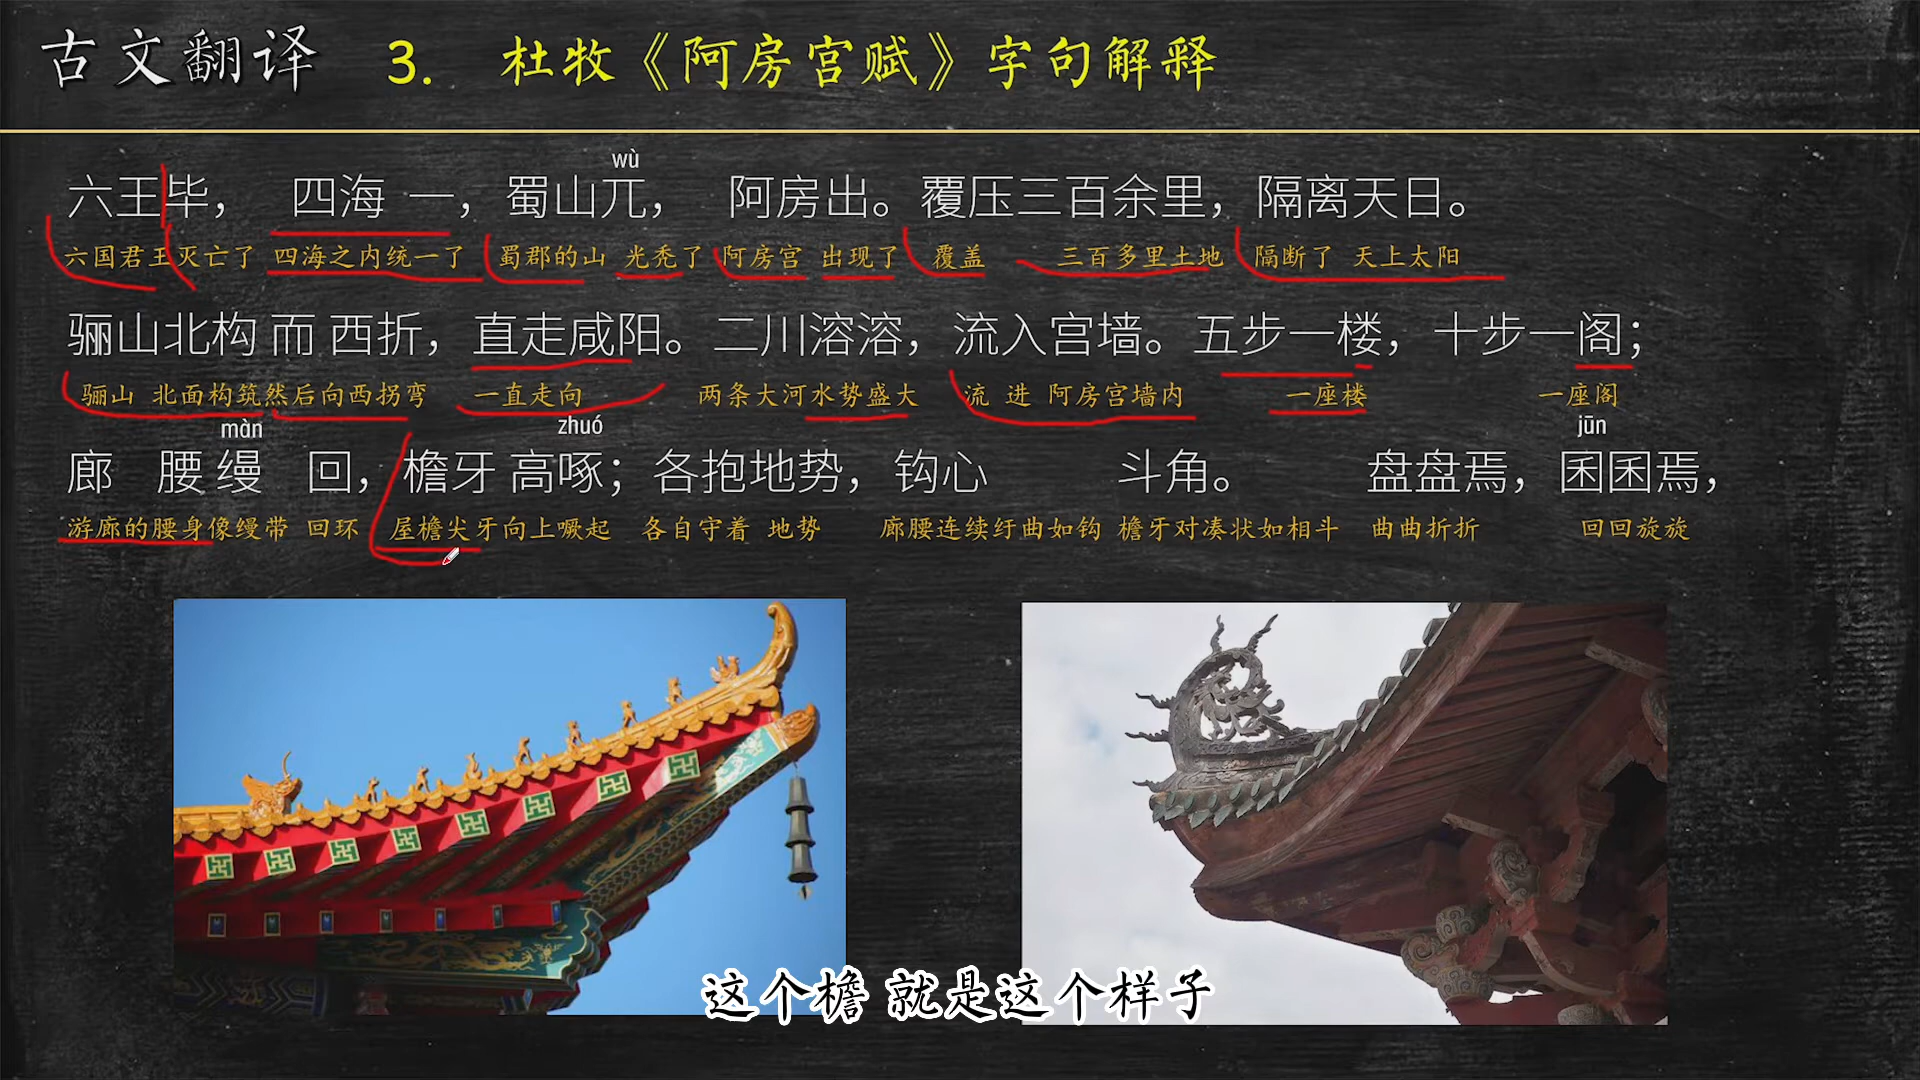 古文翻译 3. 杜牧《阿房宫赋》字句解释
wù
六王毕， 四海 一，蜀山兀， 阿房出。覆压三百余里，隔离天日。
六国君王灭亡了 四海之内统一了 蜀郡的山 光秃了 阿房宫 出现了 覆盖 三百多里土地 隔断了 天上太阳
骊山北构 而 西折，直走咸阳。二川溶溶，流入宫墙。五步一楼，十步一阁；
骊山 北面构筑然后向西拐弯 一直走向 两条大河水势盛大 流 进 阿房宫墙内 一座楼 一座阁
màn zhuó jūn
廊 腰 缦 回，檐牙 高啄；各抱地势，钩心 斗角。 盘盘焉，囷囷焉，
游廊的腰身像缦带 回环 屋檐尖牙向上噘起 各自守着 地势 廊腰连续纡曲如钩 檐牙对凑状如相斗 曲曲折折 回回旋旋
这个檐 就是这个样子